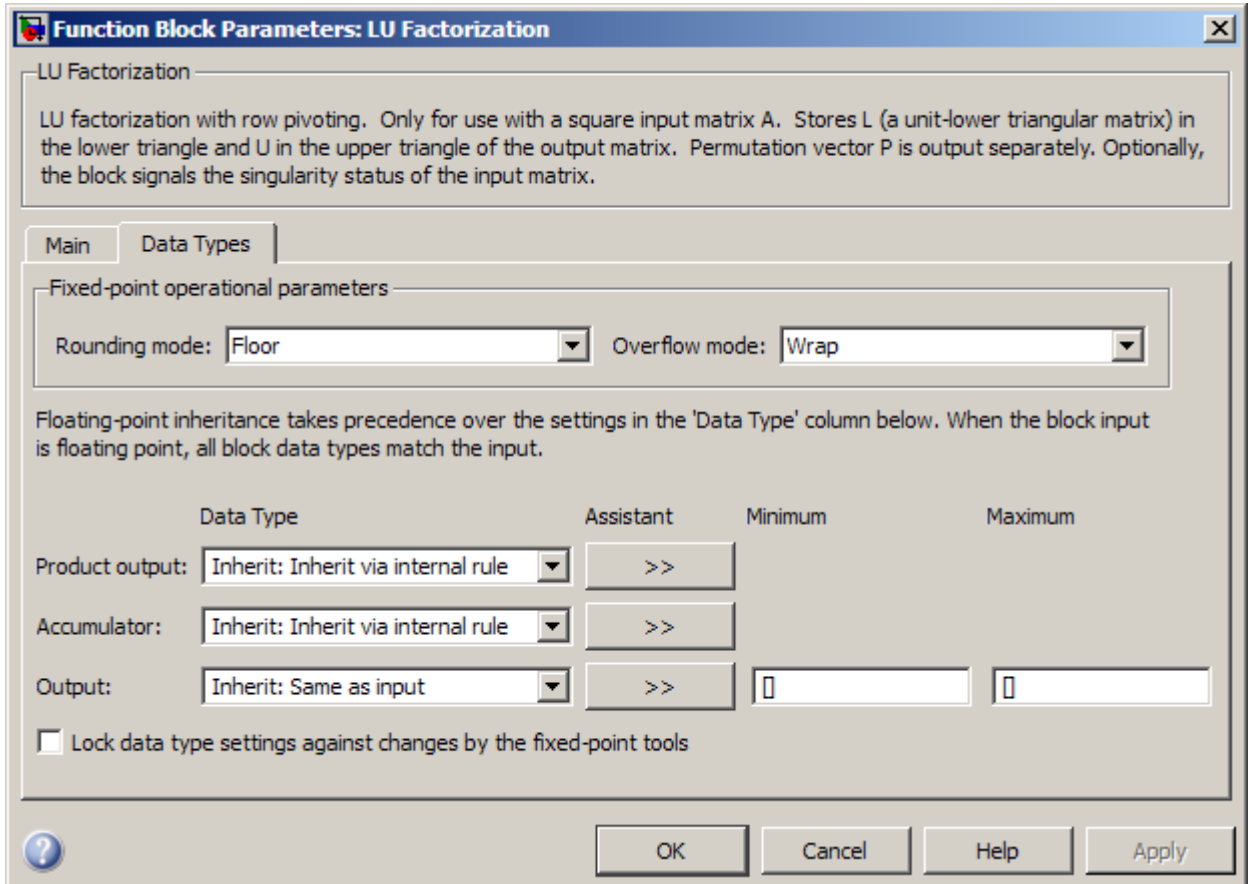 Function Block Parameters: LU Factorization
LU Factorization
LU factorization with row pivoting.  Only for use with a square input matrix A.  Stores L (a unit-lower triangular matrix) in
the lower triangle and U in the upper triangle of the output matrix.  Permutation vector P is output separately. Optionally,
the block signals the singularity status of the input matrix.
Main Data Types
Fixed-point operational parameters
Rounding mode: Floor Overflow mode: Wrap
Floating-point inheritance takes precedence over the settings in the 'Data Type' column below. When the block input
is floating point, all block data types match the input.
Data Type Assistant Minimum Maximum
Product output: Inherit: Inherit via internal rule >>
Accumulator: Inherit: Inherit via internal rule >>
Output: Inherit: Same as input >> [] []
Lock data type settings against changes by the fixed-point tools
? OK Cancel Help Apply